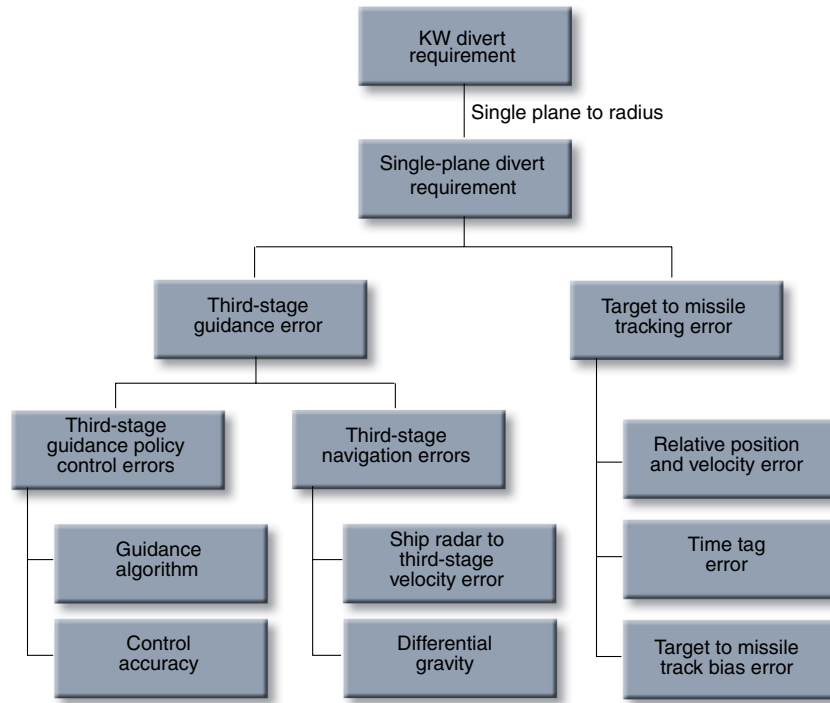 KW divert
requirement
Single plane to radius
Single-plane divert
requirement
Third-stage
guidance error
Target to missile
tracking error
Third-stage
guidance policy
control errors
Third-stage
navigation errors
Relative position
and velocity error
Guidance
algorithm
Ship radar to
third-stage
velocity error
Time tag
error
Control
accuracy
Differential
gravity
Target to missile
track bias error